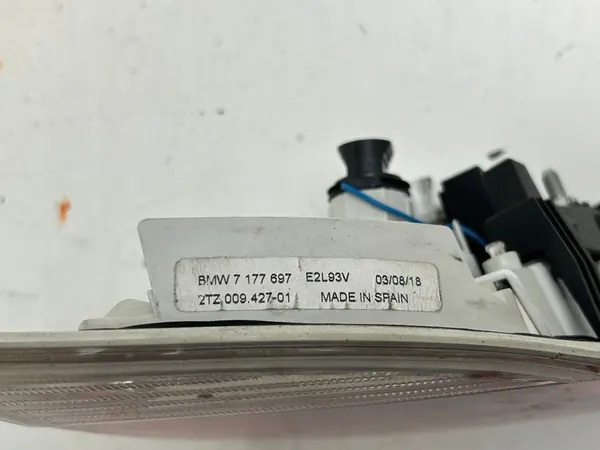 BMW 7 177 697 E2L93V 03/08/18
2TZ 009.427-01 MADE IN SPAIN